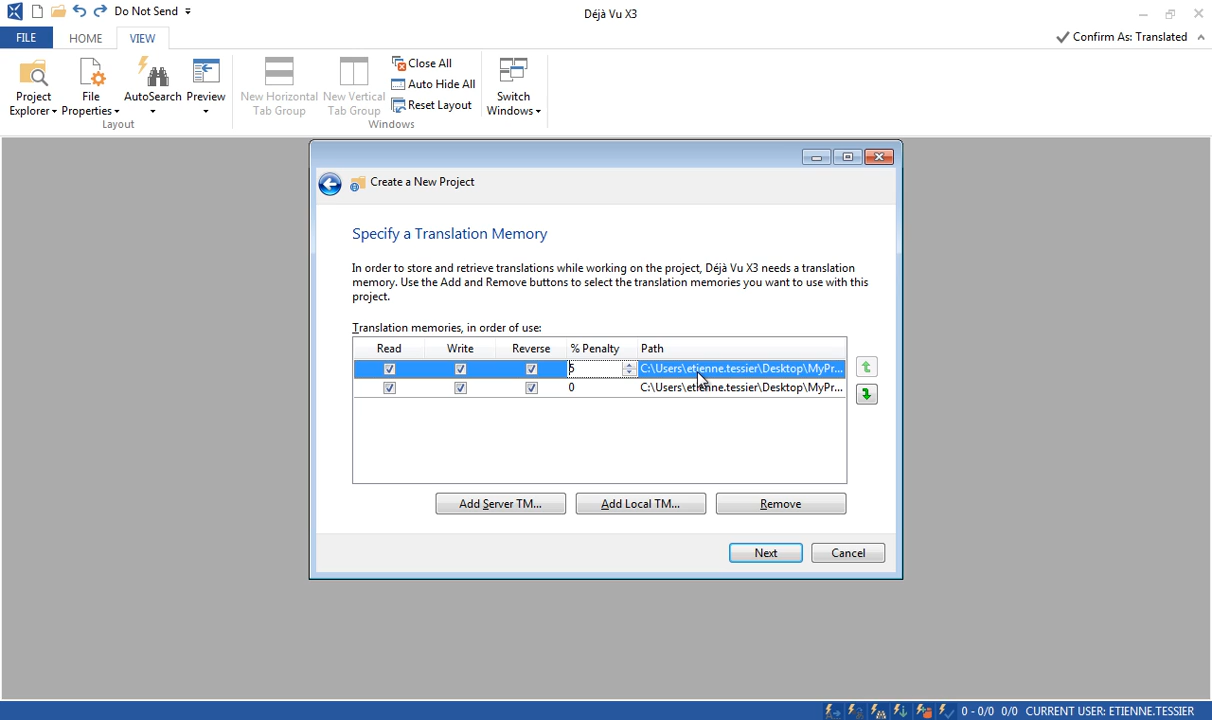 Do Not Send
Déjà Vu X3
FILE HOME VIEW
Confirm As: Translated
Project Explorer
File Properties
AutoSearch
Preview
Layout
New Horizontal Tab Group
New Vertical Tab Group
Close All
Auto Hide All
Reset Layout
Windows
Switch Windows
Create a New Project
Specify a Translation Memory
In order to store and retrieve translations while working on the project, Déjà Vu X3 needs a translation
memory. Use the Add and Remove buttons to select the translation memories you want to use with this
project.
Translation memories, in order of use:
Read Write Reverse % Penalty Path
5 C:\Users\etienne.tessier\Desktop\MyPr...
0 C:\Users\etienne.tessier\Desktop\MyPr...
Add Server TM... Add Local TM... Remove
Next Cancel
0 - 0/0 0/0 CURRENT USER: ETIENNE.TESSIER